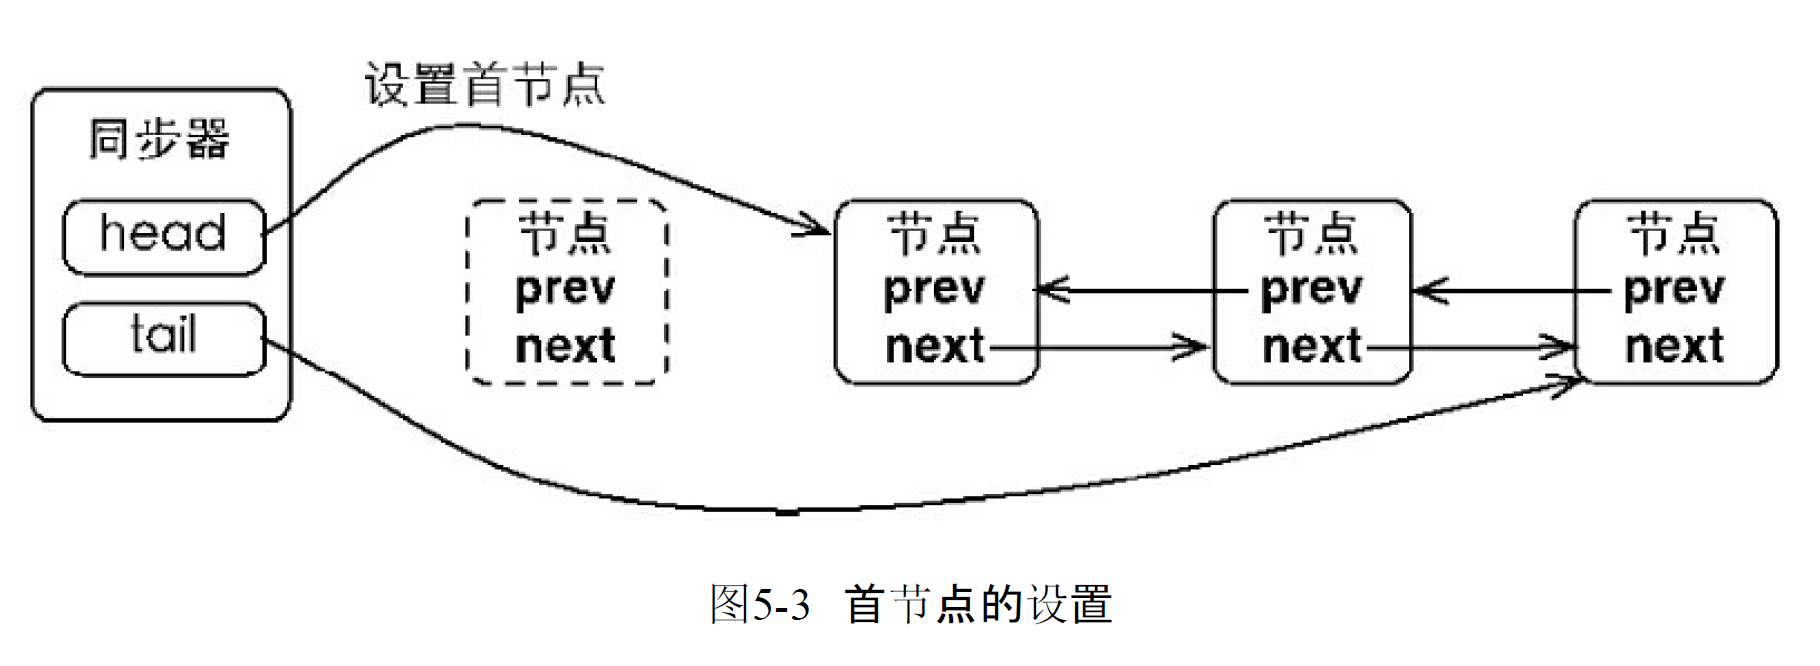 设置首节点
同步器
head
tail
节点
prev
next
节点
prev
next
节点
prev
next
节点
prev
next
图5-3 首节点的设置